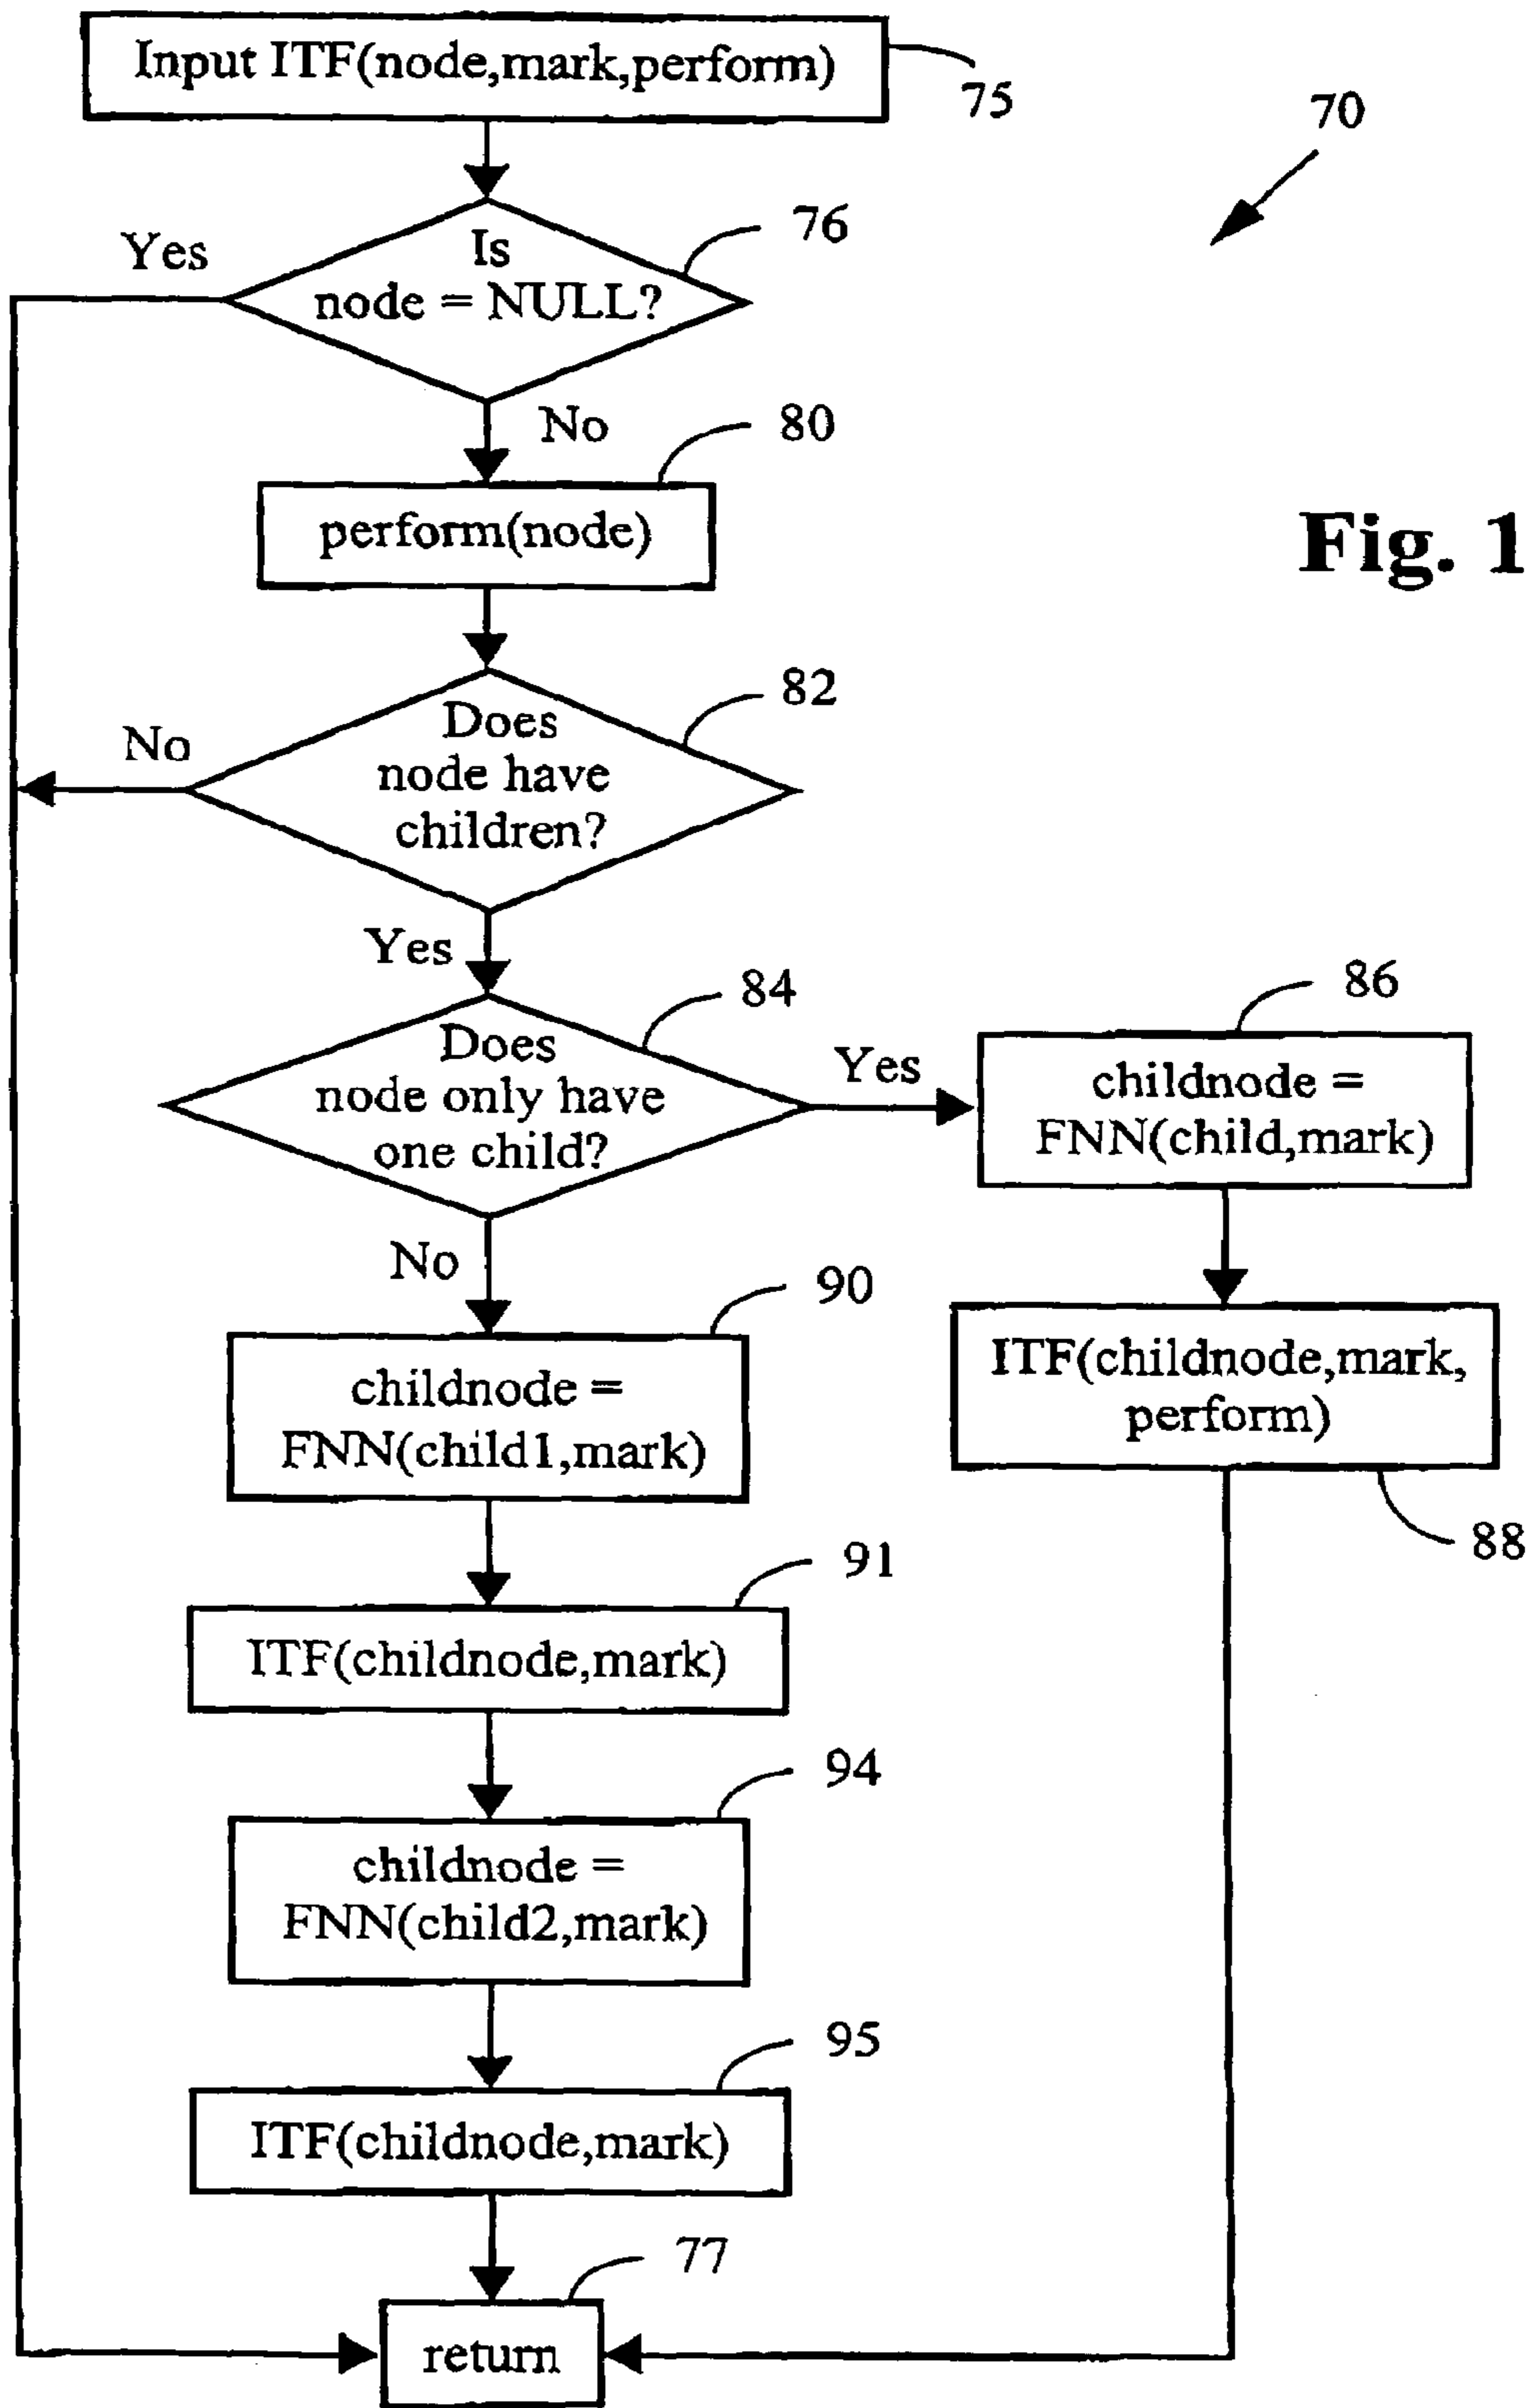 Input ITF(node,mark,perform)
75
70
Is
node = NULL?
76
Yes
No
80
perform(node)
Fig. 1
82
Does
node have
children?
No
Yes
84
Does
node only have
one child?
Yes
86
childnode =
FNN(child,mark)
No
90
childnode =
FNN(child1,mark)
ITF(childnode,mark,
perform)
88
91
ITF(childnode,mark)
94
childnode =
FNN(child2,mark)
95
ITF(childnode,mark)
77
return